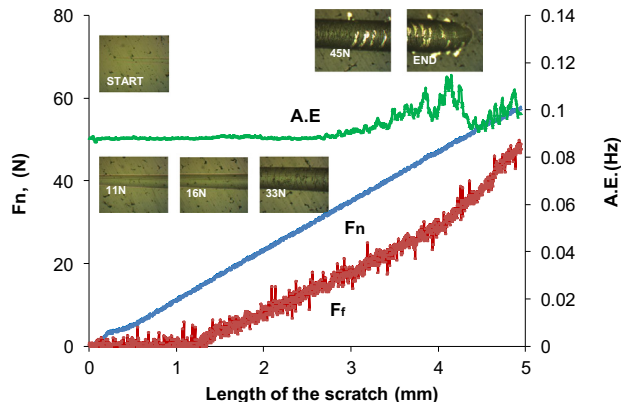 80
0.14
START
45N
END
0.12
60
A.E
0.1
Fn, (N)
11N
16N
33N
0.08
A.E.(Hz)
40
0.06
Fn
0.04
20
Ff
0.02
0
0
0
1
2
3
4
5
Length of the scratch (mm)